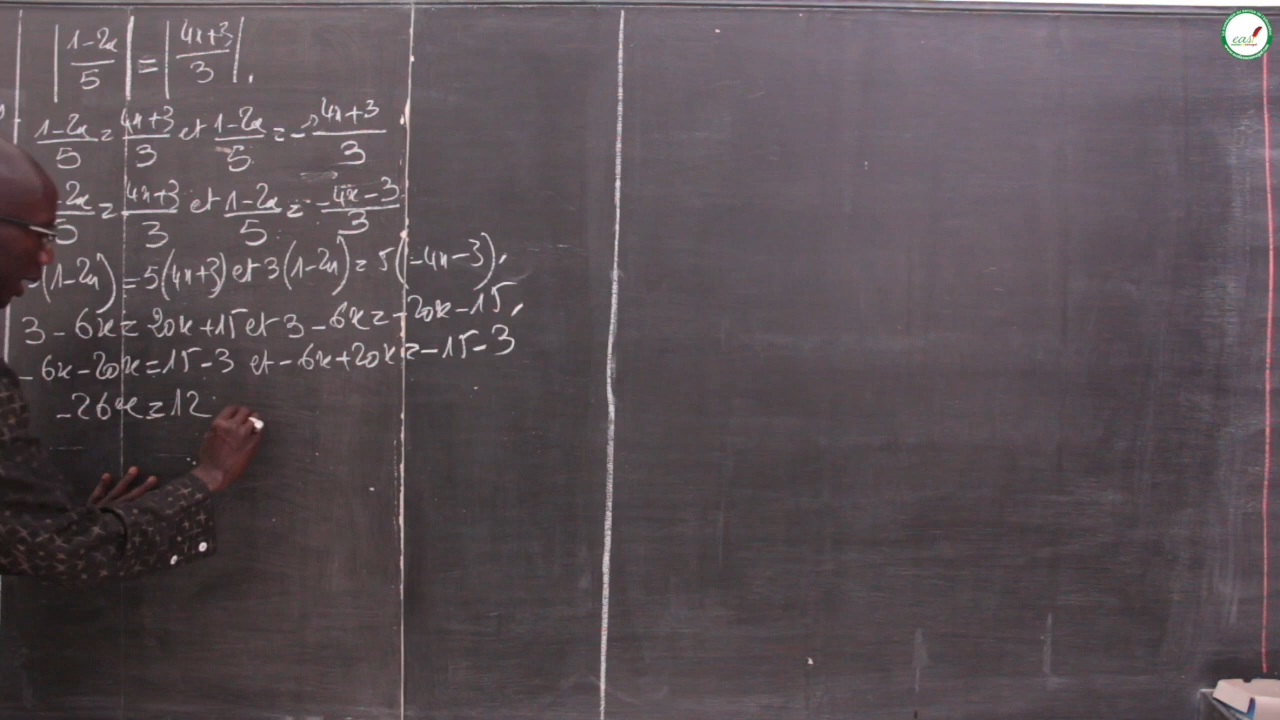 |1-2x/5| = |4x+3/3|.
1-2x/5 = 4x+3/3 et 1-2x/5 = - 4x+3/3
-2x/5 = 4x+3/3 et 1-2x/5 = -4x-3/3
(1-2x) = 5(4x+3) et 3(1-2x) = 5(-4x-3).
3-6x = 20x+15 et 3-6x = -20x-15.
-6x-20x = 15-3 et -6x+20x = -15-3
-26x = 12
eas!